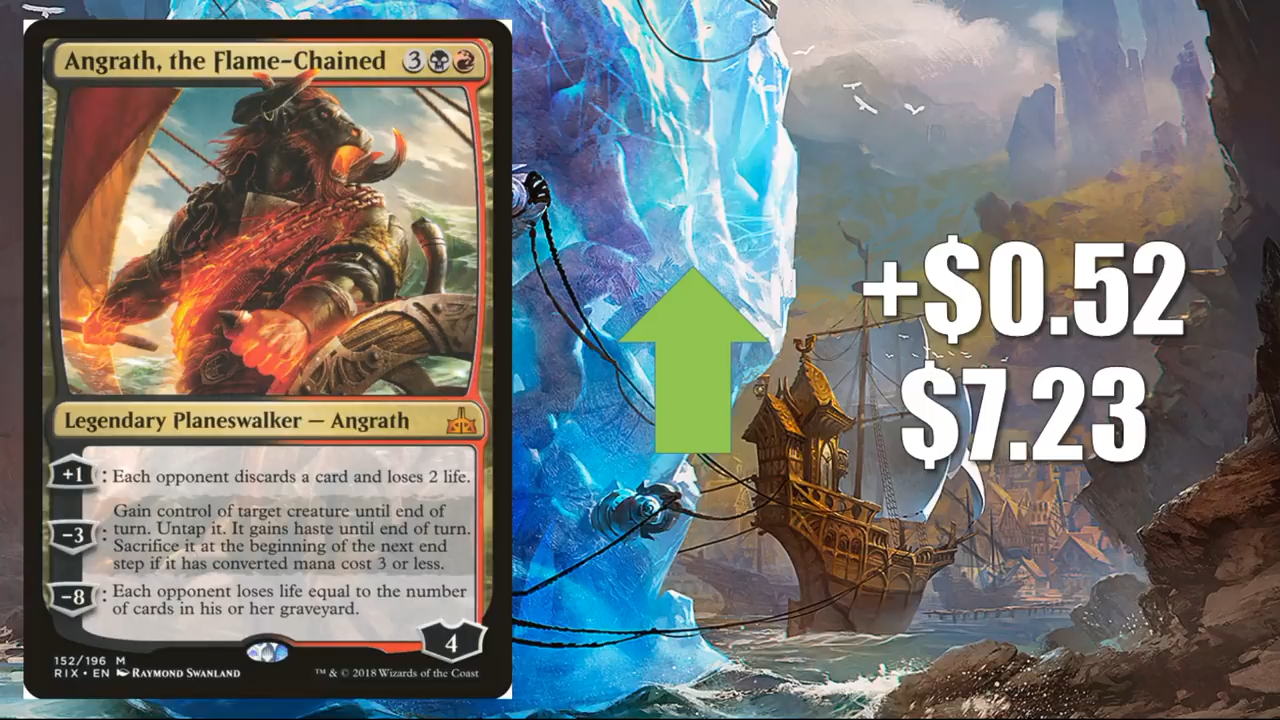 Angrath, the Flame-Chained 3
Legendary Planeswalker — Angrath
+1 : Each opponent discards a card and loses 2 life.
-3 : Gain control of target creature until end of
turn. Untap it. It gains haste until end of turn.
Sacrifice it at the beginning of the next end
step if it has converted mana cost 3 or less.
-8 : Each opponent loses life equal to the number
of cards in his or her graveyard.
4
152/196 M
RIX • EN Raymond Swanland
™ & © 2018 Wizards of the Coast
+$0.52
$7.23